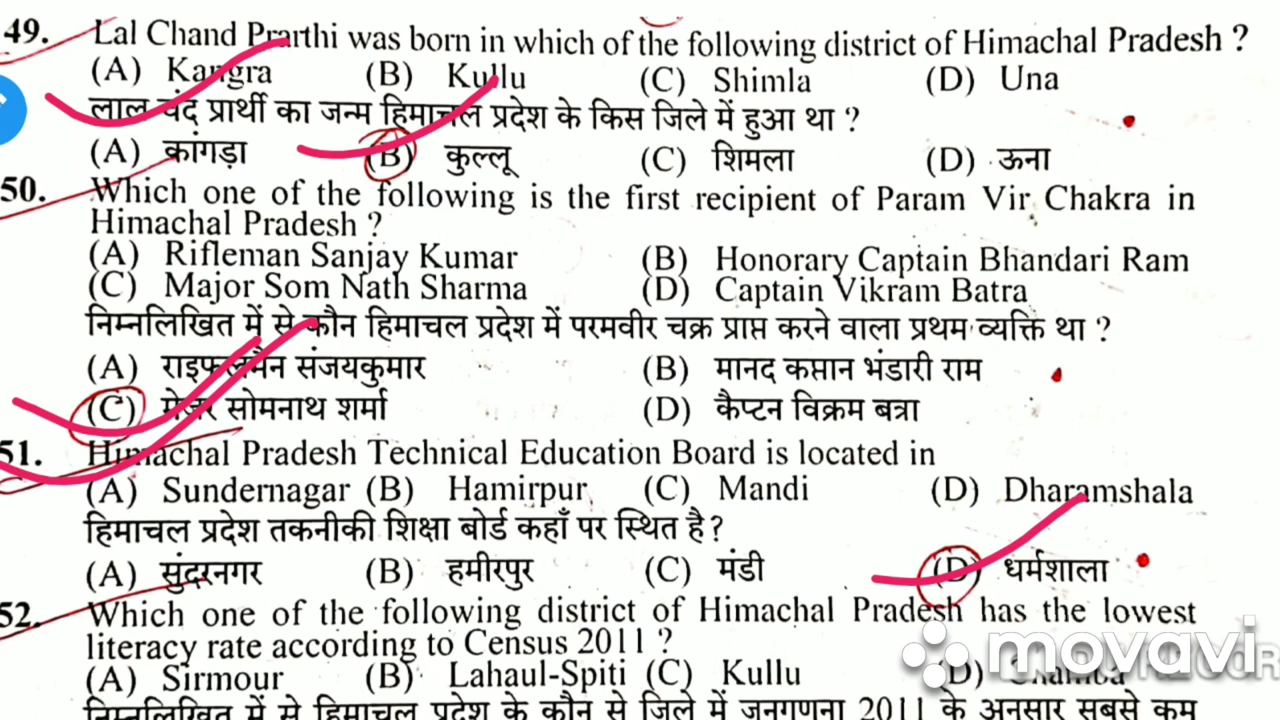 49. Lal Chand Prarthi was born in which of the following district of Himachal Pradesh ?
(A) Kangra (B) Kullu (C) Shimla (D) Una
लाल चंद प्रार्थी का जन्म हिमाचल प्रदेश के किस जिले में हुआ था ?
(A) कांगड़ा (B) कुल्लू (C) शिमला (D) ऊना
50. Which one of the following is the first recipient of Param Vir Chakra in
Himachal Pradesh ?
(A) Rifleman Sanjay Kumar (B) Honorary Captain Bhandari Ram
(C) Major Som Nath Sharma (D) Captain Vikram Batra
निम्नलिखित में से कौन हिमाचल प्रदेश में परमवीर चक्र प्राप्त करने वाला प्रथम व्यक्ति था ?
(A) राइफलमैन संजयकुमार (B) मानद कप्तान भंडारी राम
(C) मेजर सोमनाथ शर्मा (D) कैप्टन विक्रम बत्रा
51. Himachal Pradesh Technical Education Board is located in
(A) Sundernagar (B) Hamirpur (C) Mandi (D) Dharamshala
हिमाचल प्रदेश तकनीकी शिक्षा बोर्ड कहाँ पर स्थित है ?
(A) सुंदरनगर (B) हमीरपुर (C) मंडी (D) धर्मशाला
52. Which one of the following district of Himachal Pradesh has the lowest
literacy rate according to Census 2011 ?
(A) Sirmour (B) Lahaul-Spiti (C) Kullu (D) Chamba
निम्नलिखित में से हिमाचल प्रदेश के कौन से जिले में जनगणना 2011 के अनुसार सबसे कम
movavi